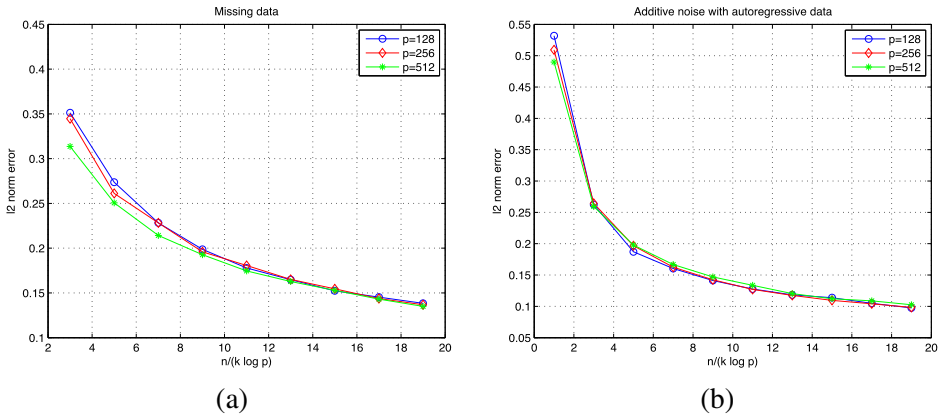 Missing data
0.45
0.4
0.35
0.3
0.25
0.2
0.15
0.1
l2 norm error
2 4 6 8 10 12 14 16 18 20
n/(k log p)
p=128
p=256
p=512
(a)
Additive noise with autoregressive data
0.55
0.5
0.45
0.4
0.35
0.3
0.25
0.2
0.15
0.1
0.05
l2 norm error
0 2 4 6 8 10 12 14 16 18 20
n/(k log p)
p=128
p=256
p=512
(b)